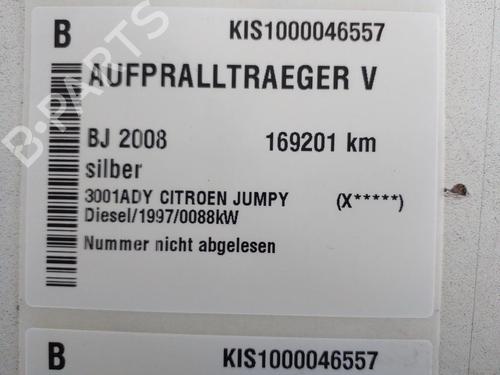 B KIS1000046557
AUFPRALLTRAEGER V
BJ 2008 169201 km
silber
3001ADY CITROEN JUMPY (X*****)
Diesel/1997/0088kW
Nummer nicht abgelesen
B KIS1000046557
B-PARTS